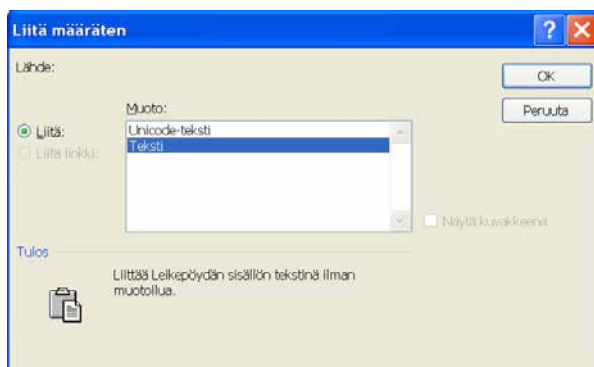 Liitä määräten
Lähde:
OK
Peruuta
Muoto:
Liitä:
Liitä linkki:
Unicode-teksti
Teksti
Näytä kuvakkeena
Tulos
Liittää Leikepöydän sisällön tekstinä ilman
muotoilua.